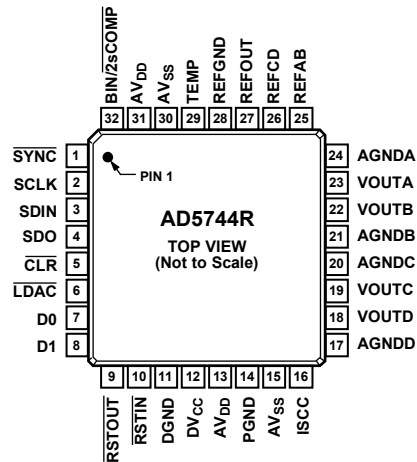 BIN/2sCOMP
AVDD
AVSS
TEMP
REFGND
REFOUT
REFCD
REFAB
32 31 30 29 28 27 26 25
SYNC 1
SCLK 2
SDIN 3
SDO 4
CLR 5
LDAC 6
D0 7
D1 8
PIN 1
AD5744R
TOP VIEW
(Not to Scale)
24 AGNDA
23 VOUTA
22 VOUTB
21 AGNDB
20 AGNDC
19 VOUTC
18 VOUTD
17 AGNDD
9 10 11 12 13 14 15 16
RSTOUT
RSTIN
DGND
DVCC
AVDD
PGND
AVSS
ISCC